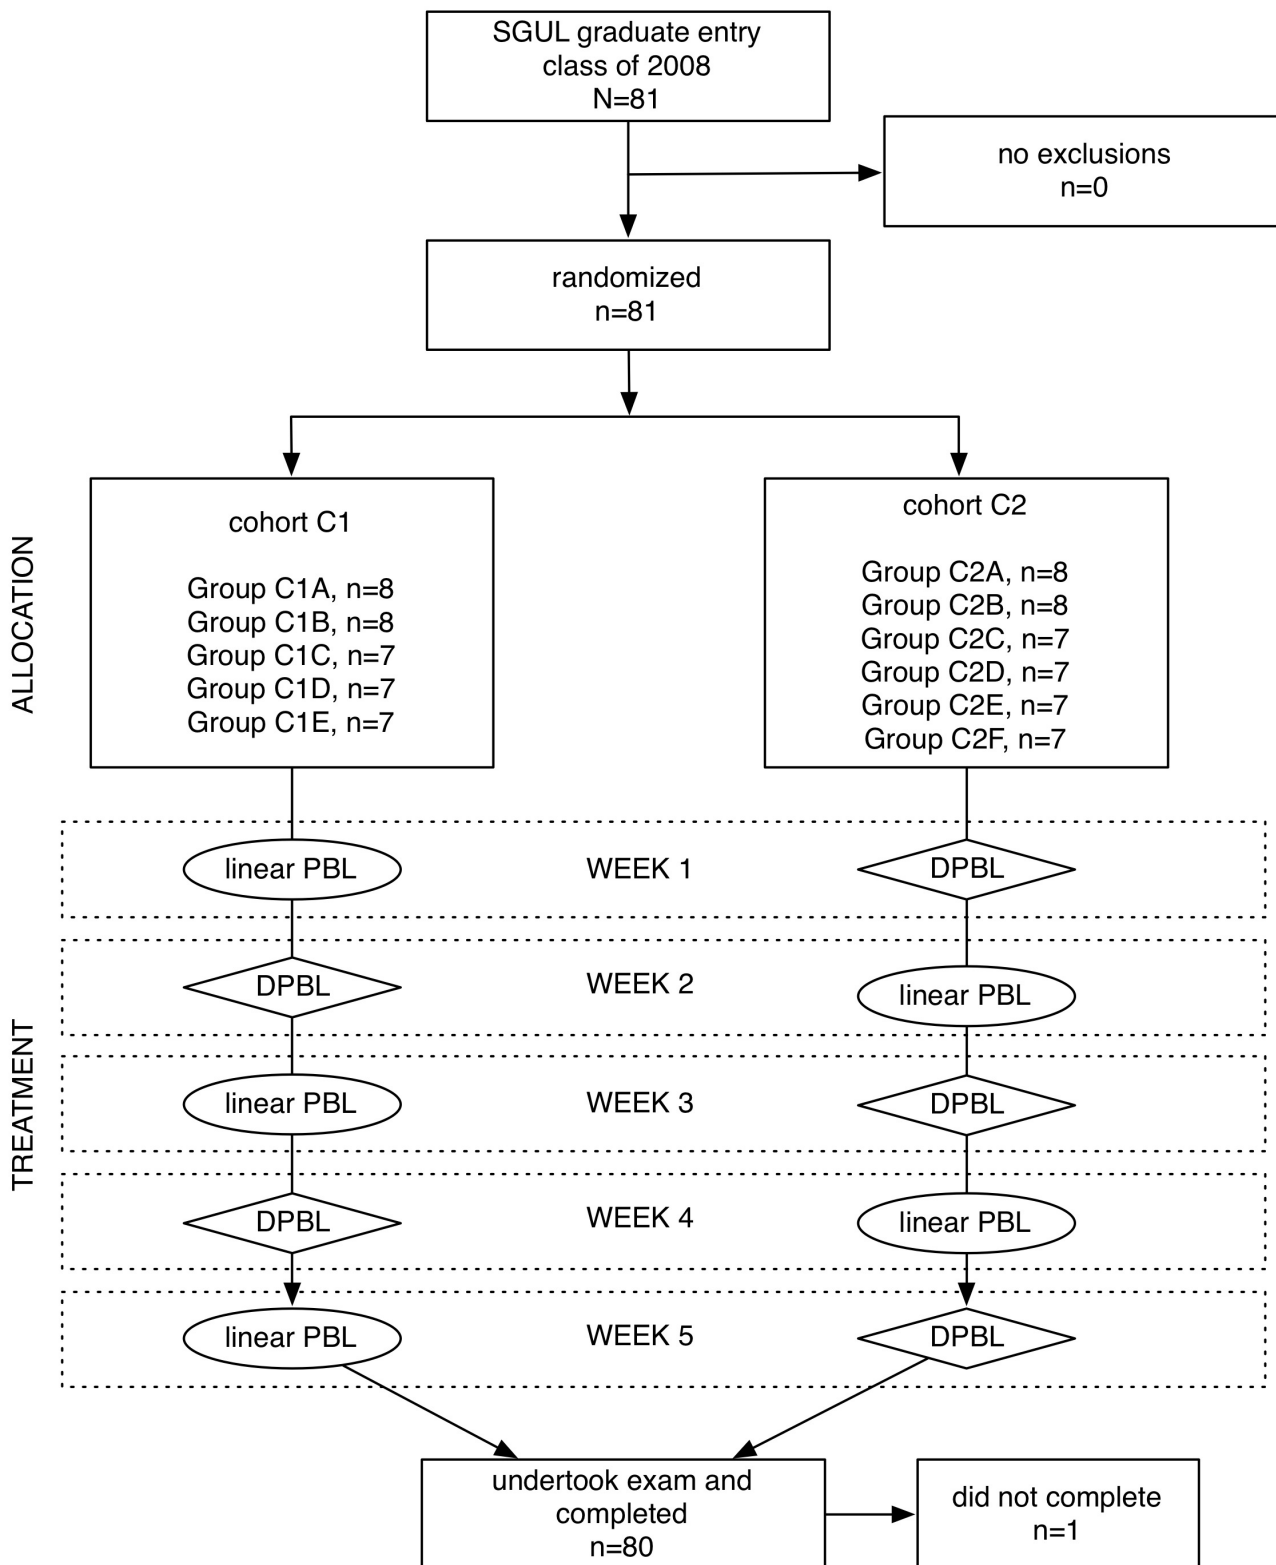 SGUL graduate entry
class of 2008
N=81
no exclusions
n=0
randomized
n=81
ALLOCATION
cohort C1
Group C1A, n=8
Group C1B, n=8
Group C1C, n=7
Group C1D, n=7
Group C1E, n=7
cohort C2
Group C2A, n=8
Group C2B, n=8
Group C2C, n=7
Group C2D, n=7
Group C2E, n=7
Group C2F, n=7
TREATMENT
linear PBL
WEEK 1
DPBL
DPBL
WEEK 2
linear PBL
linear PBL
WEEK 3
DPBL
DPBL
WEEK 4
linear PBL
linear PBL
WEEK 5
DPBL
undertook exam and
completed
n=80
did not complete
n=1